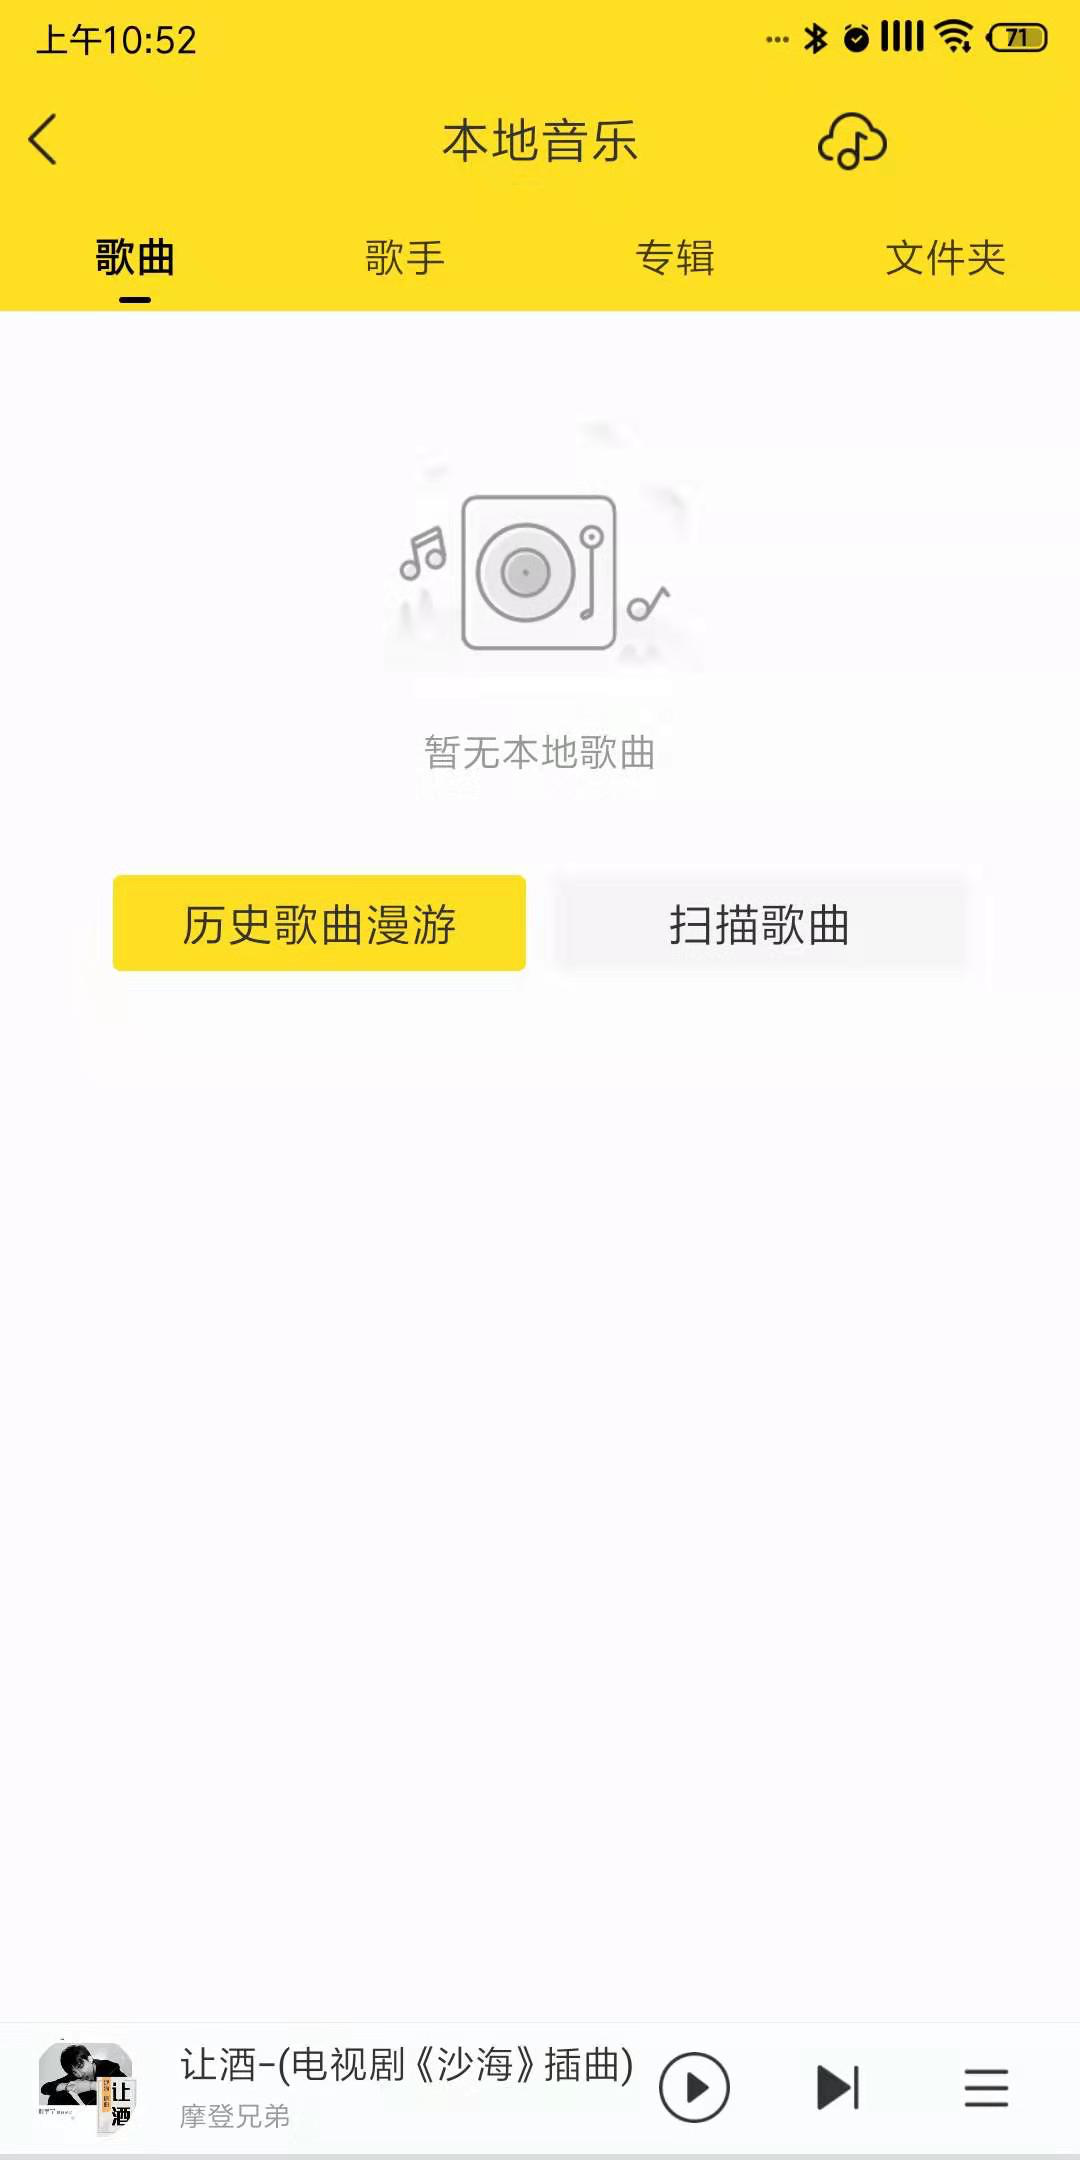 上午10:52
71
本地音乐
歌曲
歌手
专辑
文件夹
暂无本地歌曲
历史歌曲漫游
扫描歌曲
让酒-(电视剧《沙海》插曲)
让酒
摩登兄弟